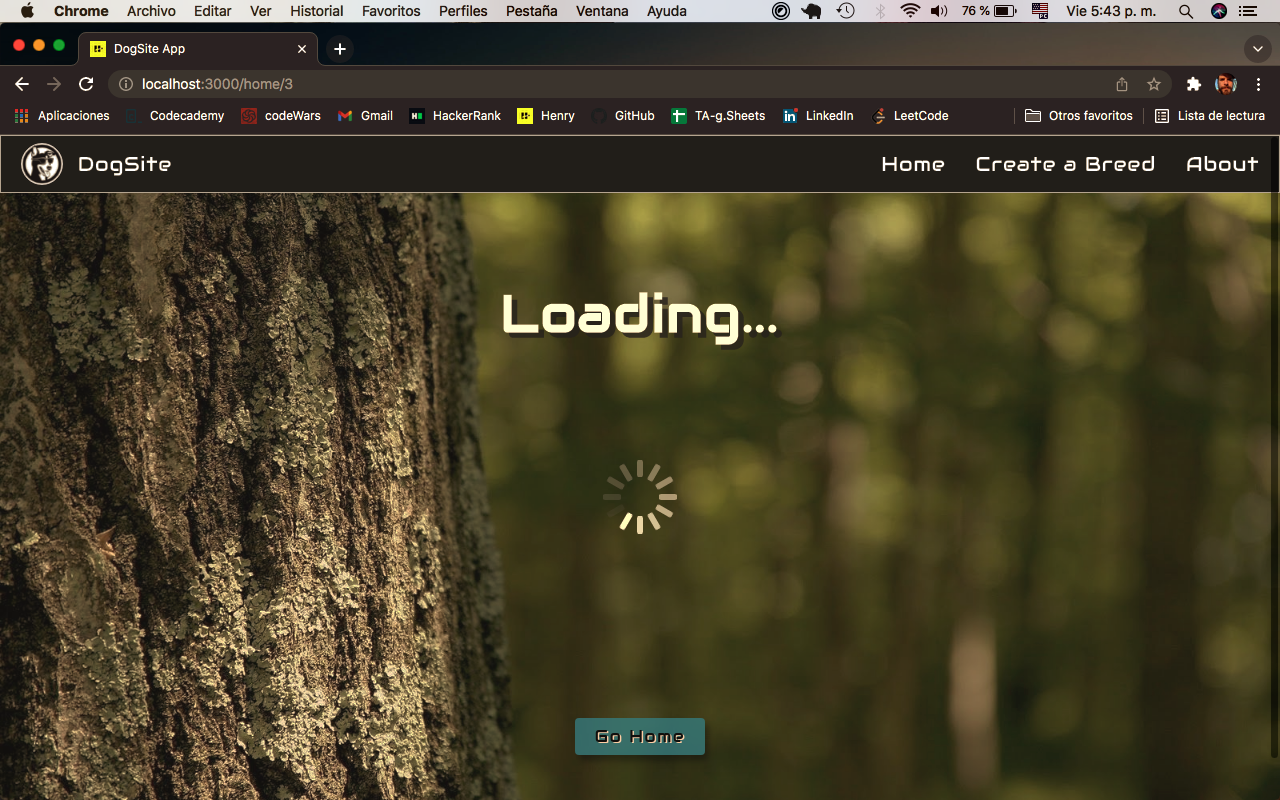 Chrome Archivo Editar Ver Historial Favoritos Perfiles Pestaña Ventana Ayuda 76 % Vie 5:43 p. m.
DogSite App
localhost:3000/home/3
Aplicaciones Codecademy codeWars Gmail HackerRank Henry GitHub TA-g.Sheets LinkedIn LeetCode Otros favoritos Lista de lectura
DogSite Home Create a Breed About
Loading...
Go Home